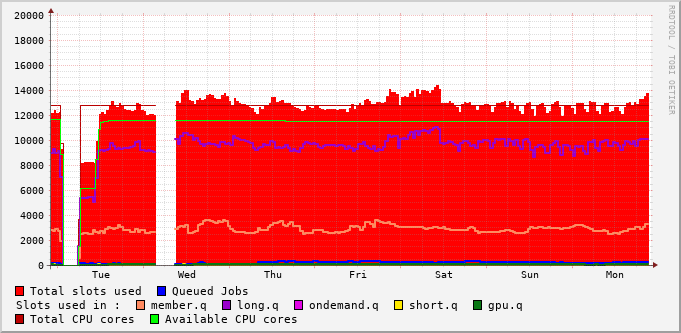 20000
18000
16000
14000
12000
10000
8000
6000
4000
2000
0
Tue Wed Thu Fri Sat Sun Mon
RRDTOOL / TOBI OETIKER
Total slots used Queued Jobs
Slots used in : member.q long.q ondemand.q short.q gpu.q
Total CPU cores Available CPU cores